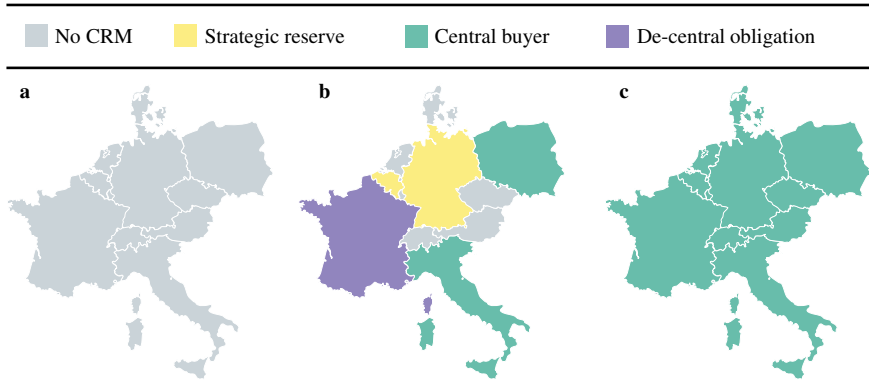 No CRM Strategic reserve Central buyer De-central obligation
a b c